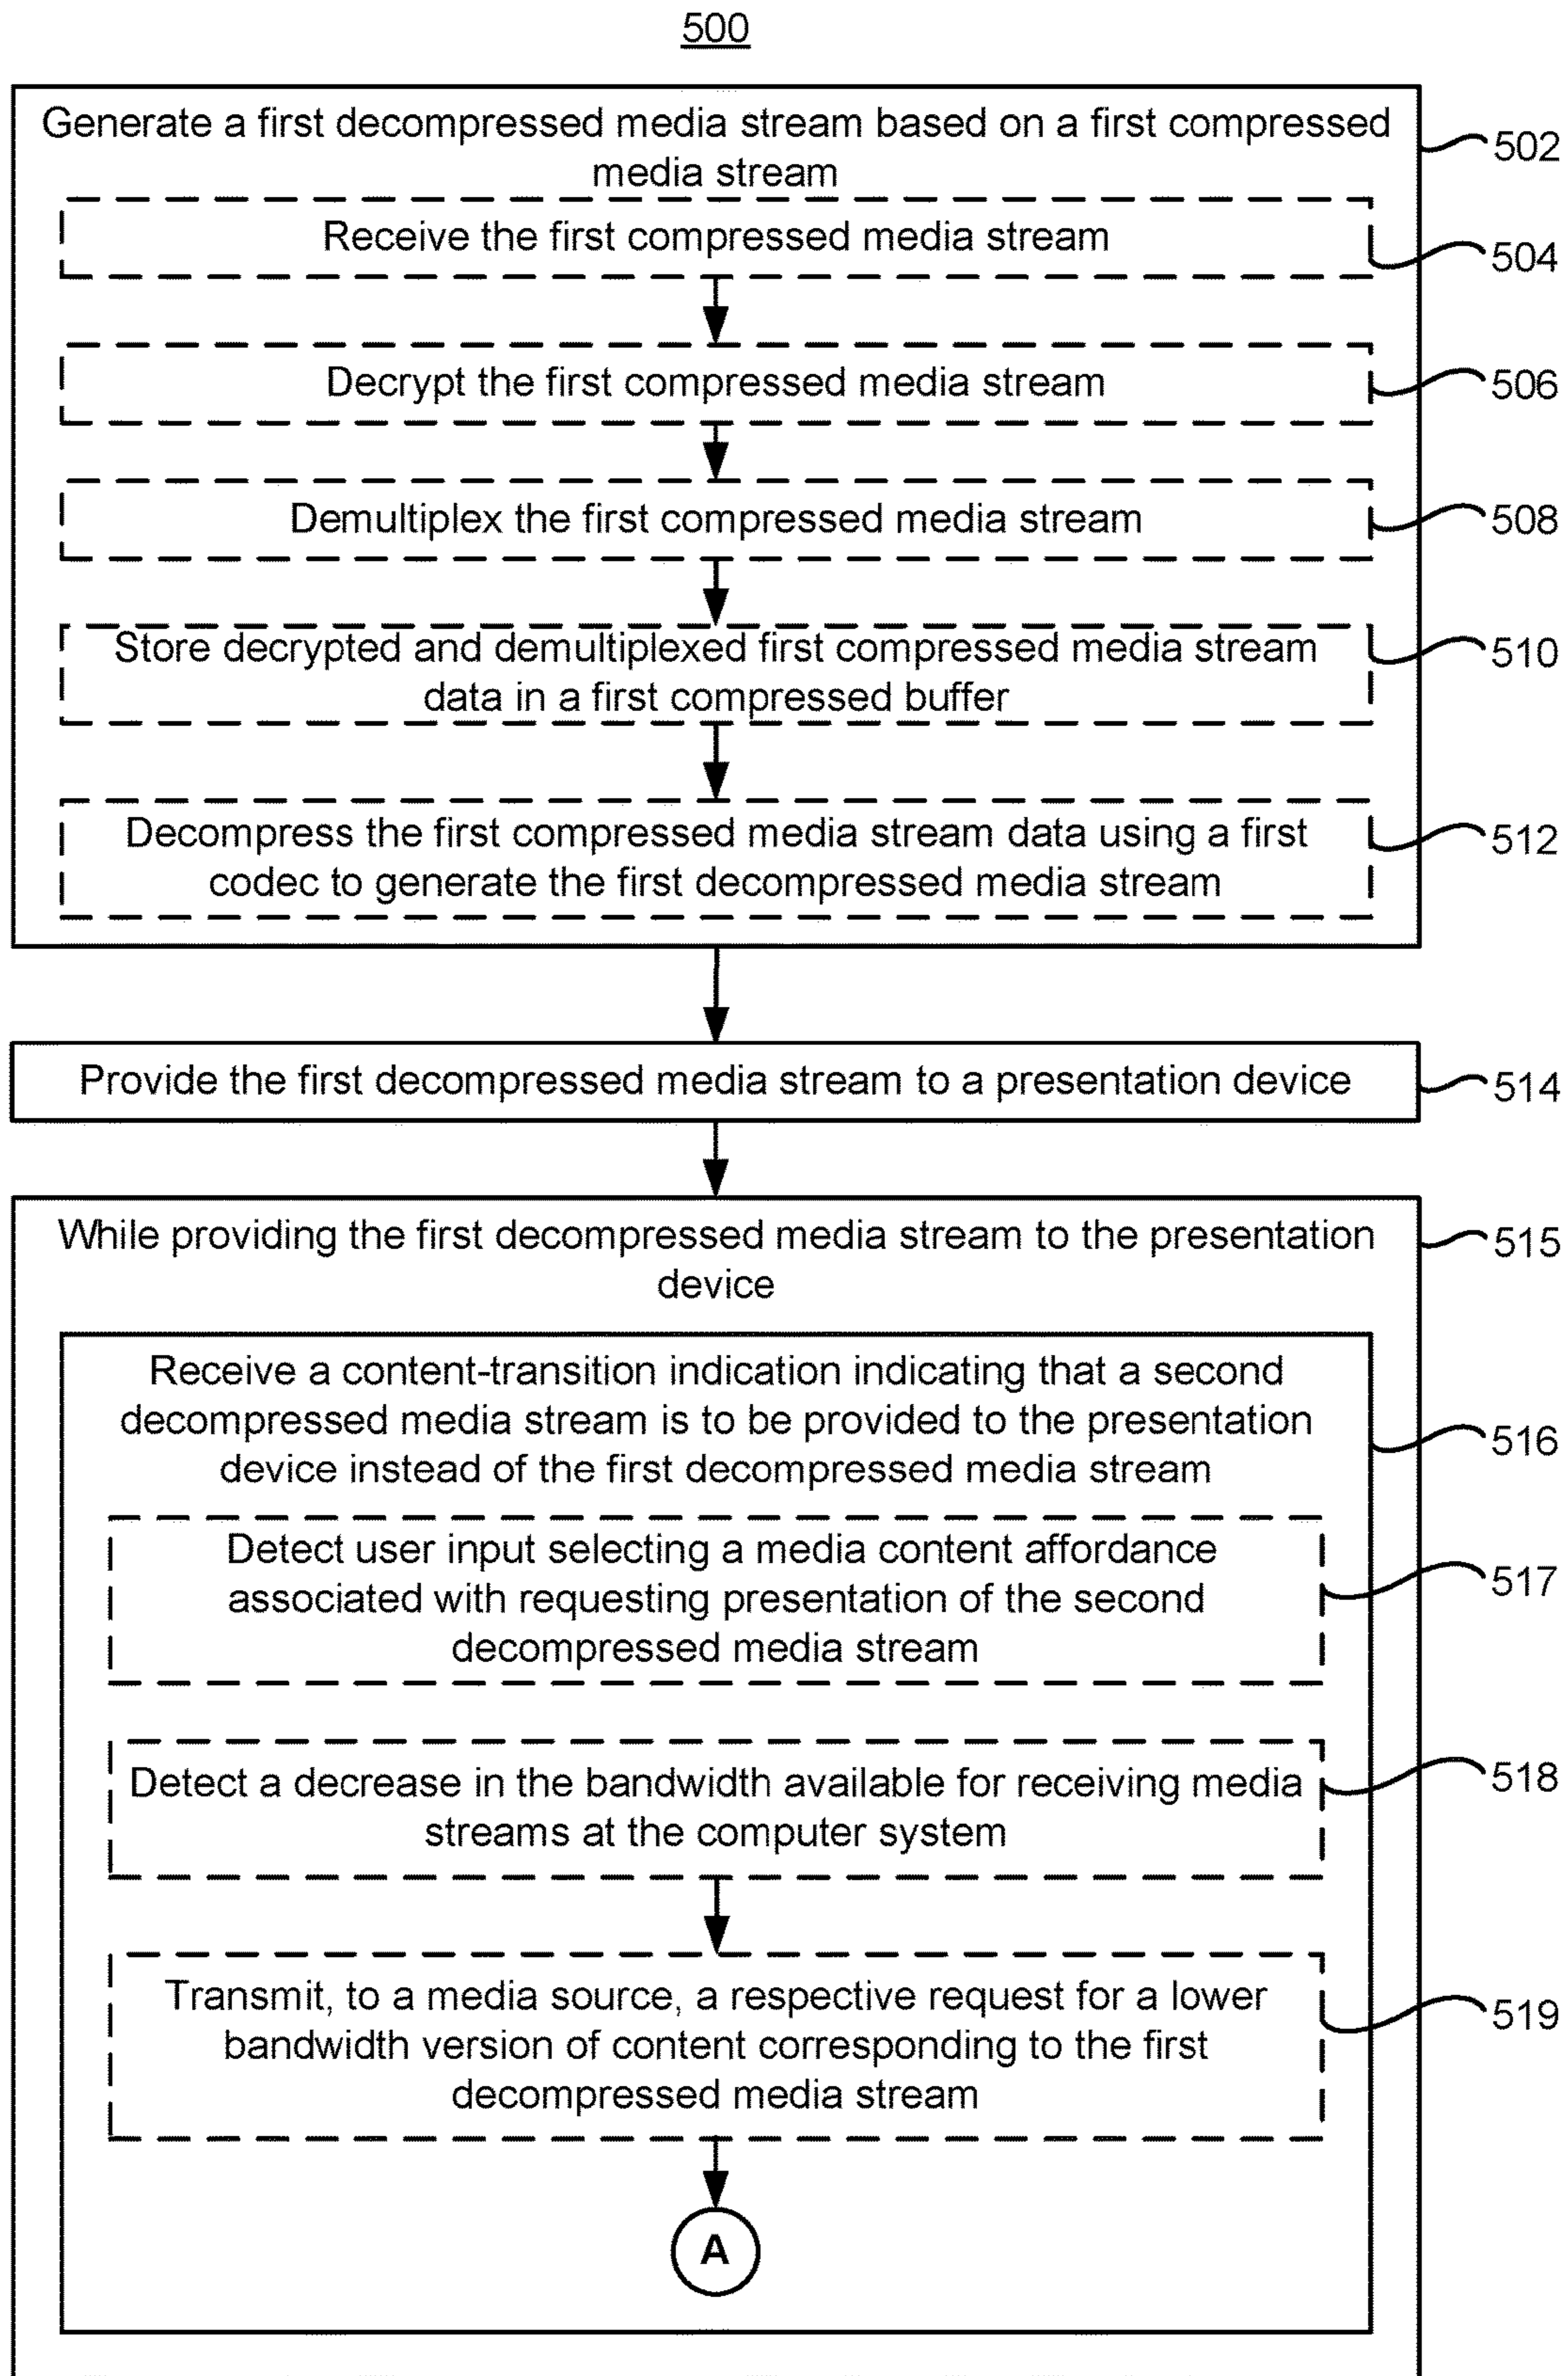 500
Generate a first decompressed media stream based on a first compressed
media stream
502
Receive the first compressed media stream
504
Decrypt the first compressed media stream
506
Demultiplex the first compressed media stream
508
Store decrypted and demultiplexed first compressed media stream
data in a first compressed buffer
510
Decompress the first compressed media stream data using a first
codec to generate the first decompressed media stream
512
Provide the first decompressed media stream to a presentation device
514
While providing the first decompressed media stream to the presentation
device
515
Receive a content-transition indication indicating that a second
decompressed media stream is to be provided to the presentation
device instead of the first decompressed media stream
516
Detect user input selecting a media content affordance
associated with requesting presentation of the second
decompressed media stream
517
Detect a decrease in the bandwidth available for receiving media
streams at the computer system
518
Transmit, to a media source, a respective request for a lower
bandwidth version of content corresponding to the first
decompressed media stream
519
A